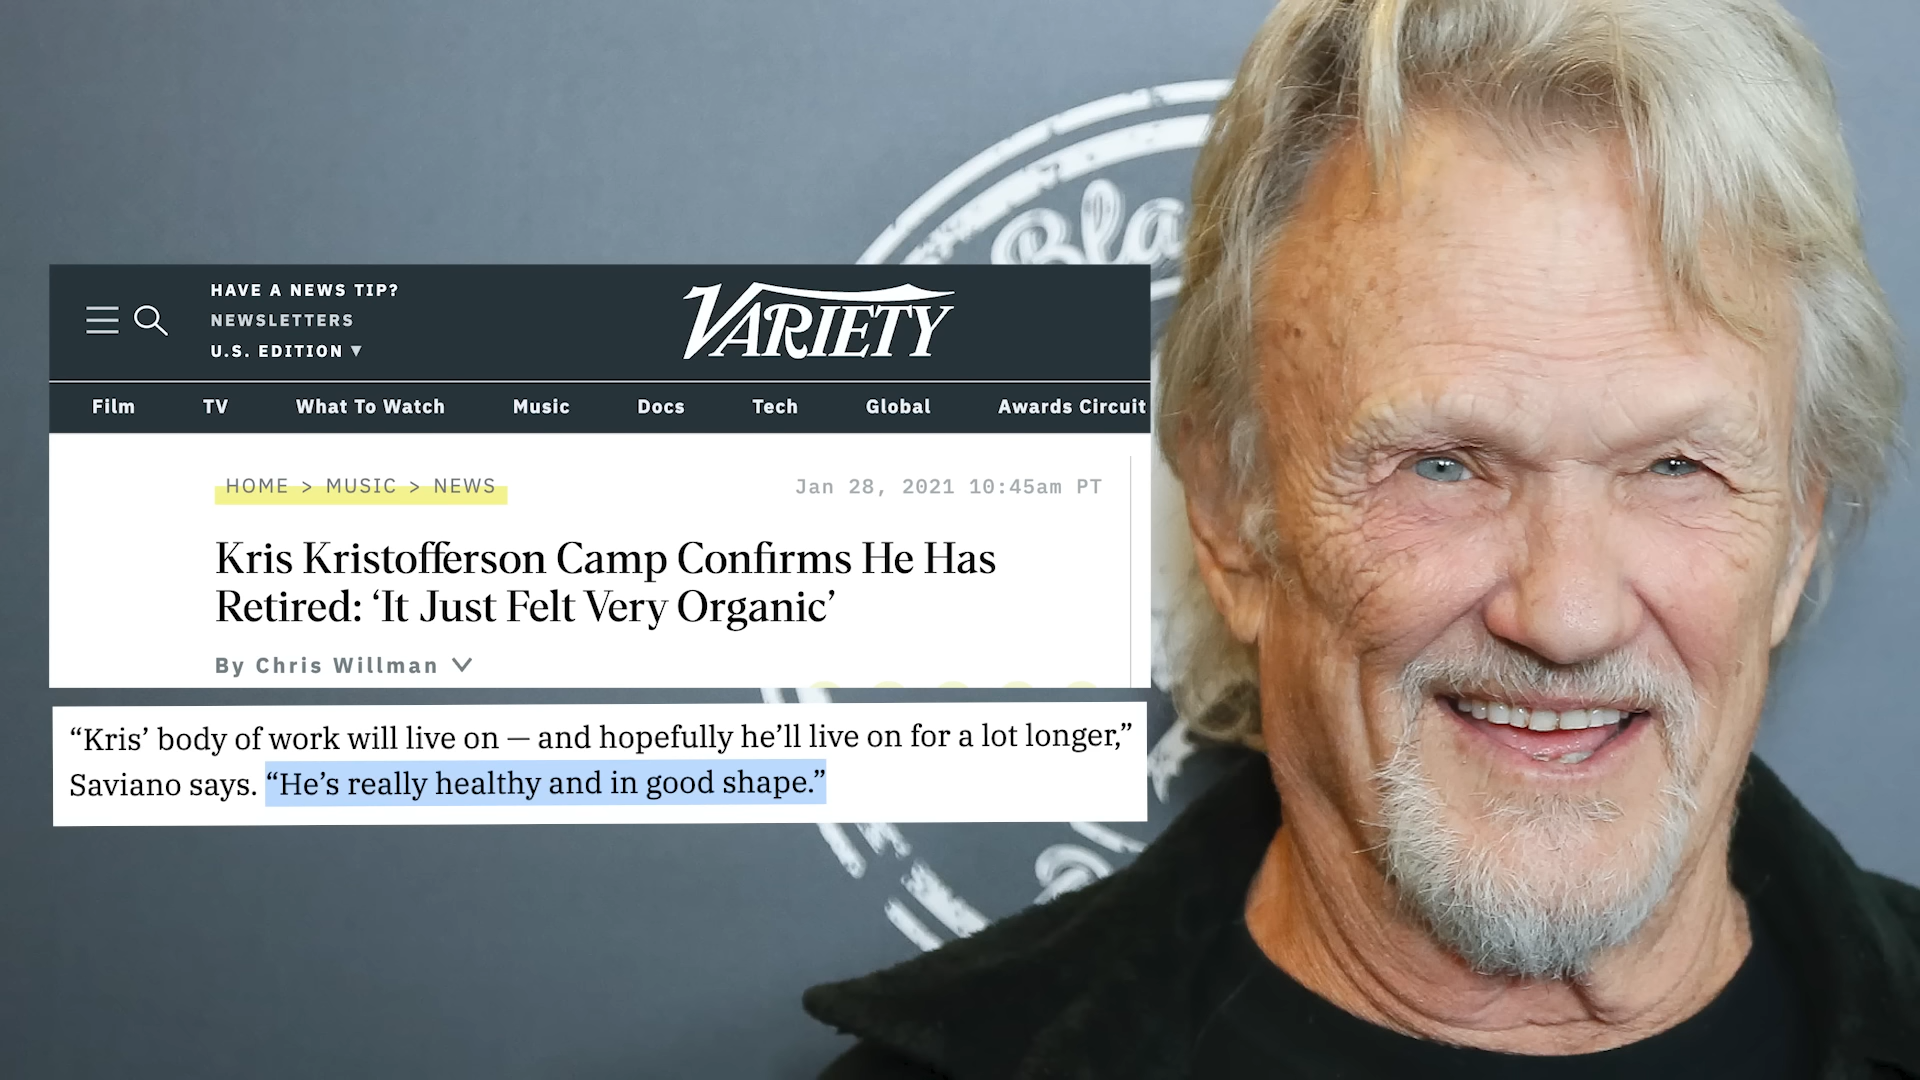 Bla
HAVE A NEWS TIP?
NEWSLETTERS
U.S. EDITION ▼
VARIETY
Film TV What To Watch Music Docs Tech Global Awards Circuit
HOME > MUSIC > NEWS
Jan 28, 2021 10:45am PT
Kris Kristofferson Camp Confirms He Has
Retired: ‘It Just Felt Very Organic’
By Chris Willman
“Kris’ body of work will live on — and hopefully he’ll live on for a lot longer,”
Saviano says. “He’s really healthy and in good shape.”